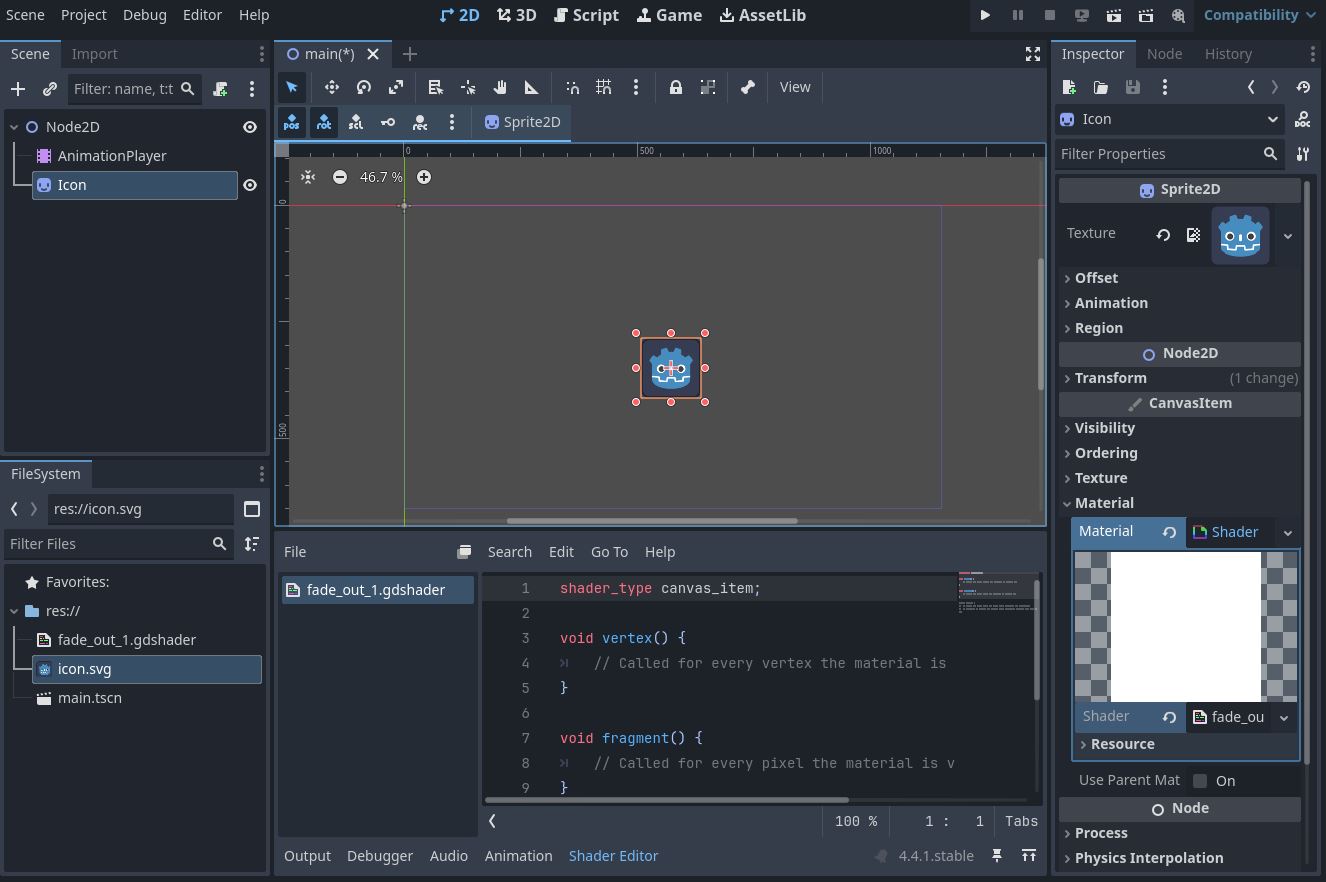 Scene Project Debug Editor Help
2D 3D Script Game AssetLib
Compatibility
Scene Import
Filter: name, t:t
Node2D
AnimationPlayer
Icon
FileSystem
res://icon.svg
Filter Files
Favorites:
res://
fade_out_1.gdshader
icon.svg
main.tscn
main(*)
View
pos rot scl rec
Sprite2D
0 500 1000
46.7 %
0
500
File
fade_out_1.gdshader
Search Edit Go To Help
1 shader_type canvas_item;
2
3 void vertex() {
4 // Called for every vertex the material is
5 }
6
7 void fragment() {
8 // Called for every pixel the material is v
9 }
100 % 1 : 1 Tabs
Output Debugger Audio Animation Shader Editor
4.4.1.stable
Inspector Node History
Icon
DOC
Filter Properties
Sprite2D
Texture
Offset
Animation
Region
Node2D
Transform (1 change)
CanvasItem
Visibility
Ordering
Texture
Material
Material Shader
Shader fade_ou
Resource
Use Parent Mat On
Node
Process
Physics Interpolation